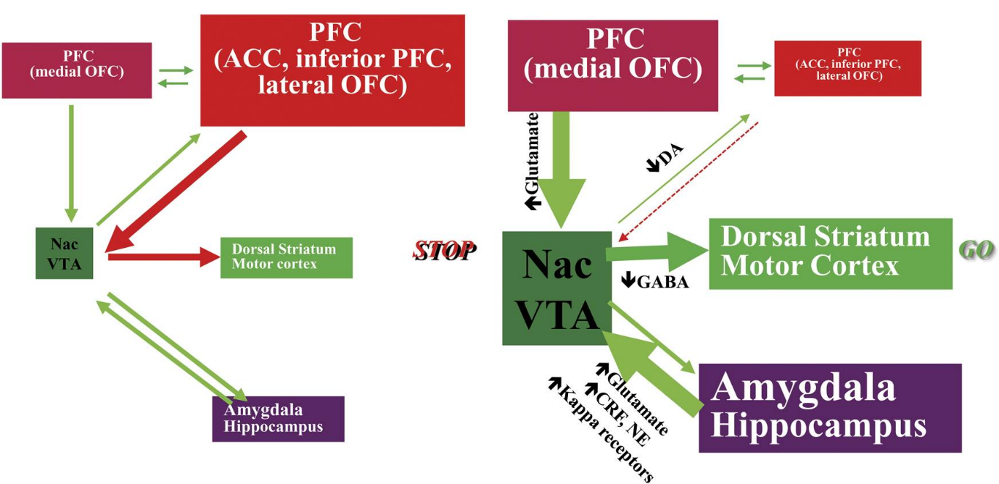 PFC
(medial OFC)
PFC
(ACC, inferior PFC,
lateral OFC)
Nac
VTA
Dorsal Striatum
Motor cortex
STOP
Amygdala
Hippocampus
PFC
(medial OFC)
PFC
(ACC, inferior PFC,
lateral OFC)
🡹Glutamate
🡻DA
Nac
VTA
Dorsal Striatum
Motor Cortex
GO
🡻GABA
Amygdala
Hippocampus
🡹Glutamate
🡹CRF, NE
🡹Kappa receptors